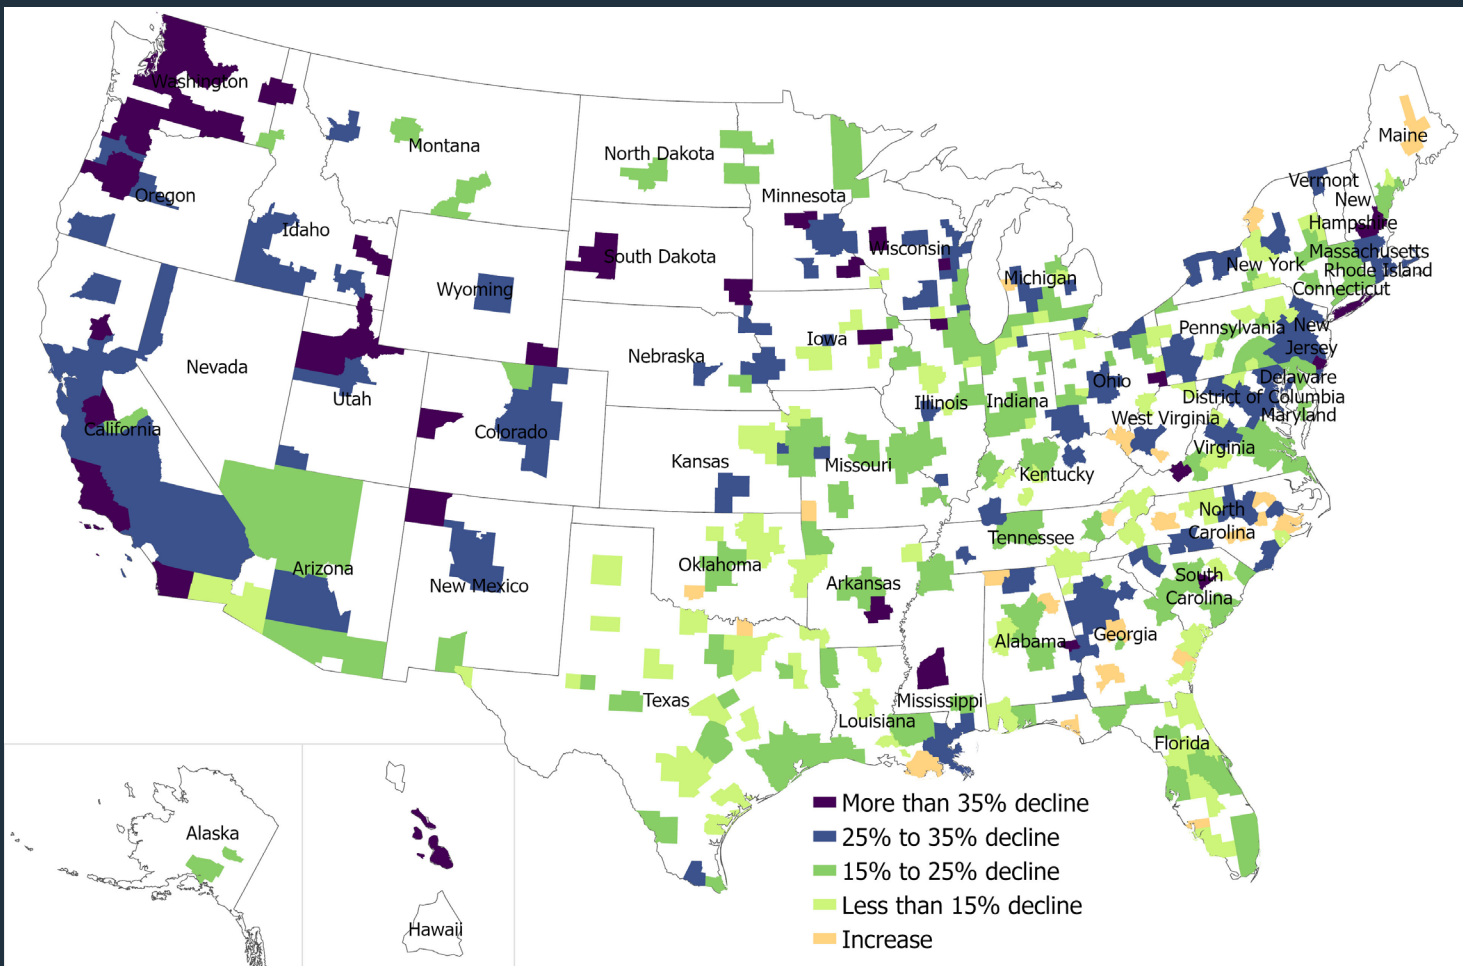 Washington
Montana
North Dakota
Minnesota
Maine
Oregon
Idaho
Wyoming
South Dakota
Wisconsin
Michigan
Vermont
New
Hampshire
New York
Massachusetts
Rhode Island
Connecticut
Nevada
Utah
Colorado
Nebraska
Iowa
Illinois
Indiana
Ohio
Pennsylvania
New
Jersey
Delaware
District of Columbia
Maryland
West Virginia
Virginia
California
Kansas
Missouri
Kentucky
Arizona
New Mexico
Oklahoma
Arkansas
Tennessee
North
Carolina
South
Carolina
Texas
Louisiana
Mississippi
Alabama
Georgia
Florida
Alaska
Hawaii
More than 35% decline
25% to 35% decline
15% to 25% decline
Less than 15% decline
Increase